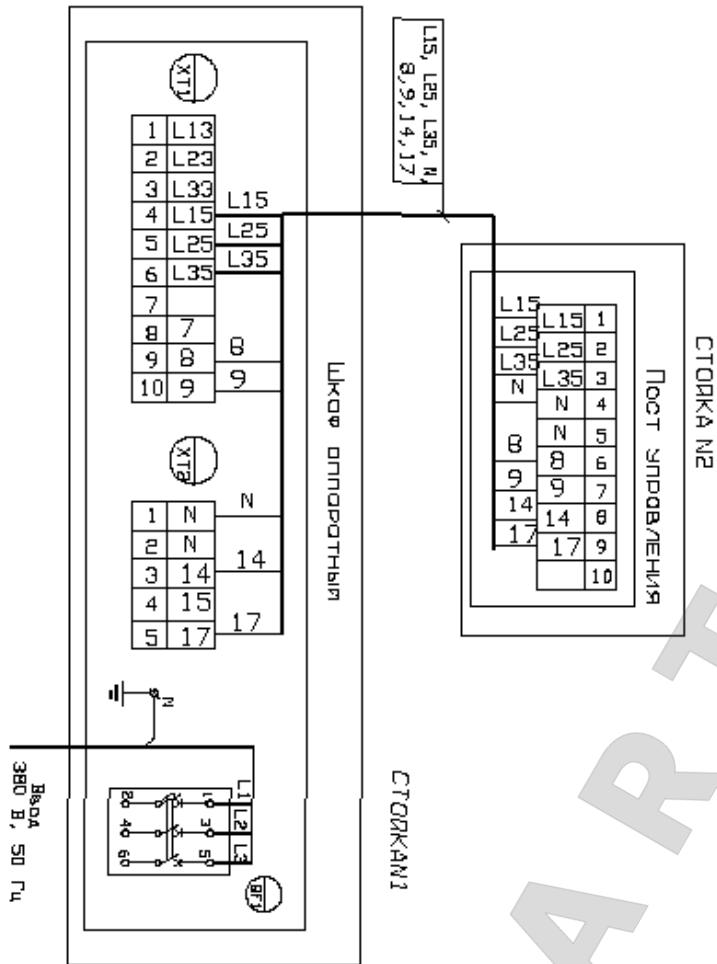 L15, L25, L35, N,
8,9,14,17
XT1
1 L13
2 L23
3 L33
4 L15 L15
5 L25 L25
6 L35 L35
7
8 7
9 8 8
10 9 9
XT2
1 N N
2 N
3 14 14
4 15
5 17 17
Шкаф аппаратный
СТОЙКА N2
Пост управления
L15 L15 1
L25 L25 2
L35 L35 3
N N 4
N 5
8 8 6
9 9 7
14 14 8
17 17 9
10
N
L1 1 2
L2 3 4
L3 5 6
Ввод
380 В, 50 Гц
СТОЙКАN1
ART